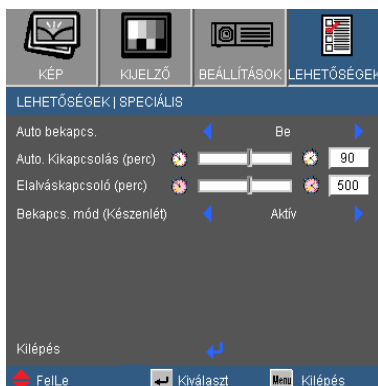 KÉP KIJELZŐ BEÁLLÍTÁSOK LEHETŐSÉGEK
LEHETŐSÉGEK | SPECIÁLIS
Auto bekapcs. Be
Auto. Kikapcsolás (perc) 90
Elalváskapcsoló (perc) 500
Bekapcs. mód (Készenlét) Aktív
Kilépés
FelLe Kiválaszt Menu Kilépés